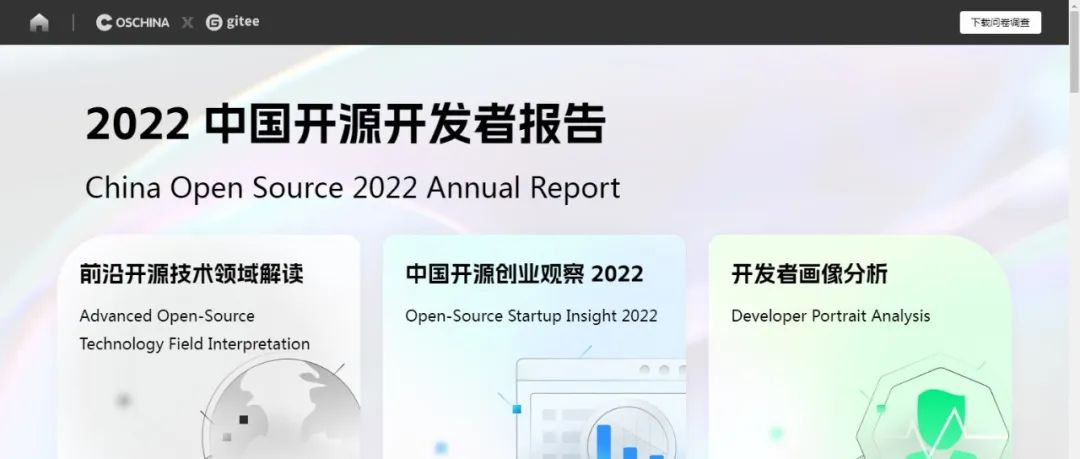 OSCHINA X gitee 下载问卷调查
2022 中国开源开发者报告
China Open Source 2022 Annual Report
前沿开源技术领域解读
Advanced Open-Source
Technology Field Interpretation
中国开源创业观察 2022
Open-Source Startup Insight 2022
开发者画像分析
Developer Portrait Analysis